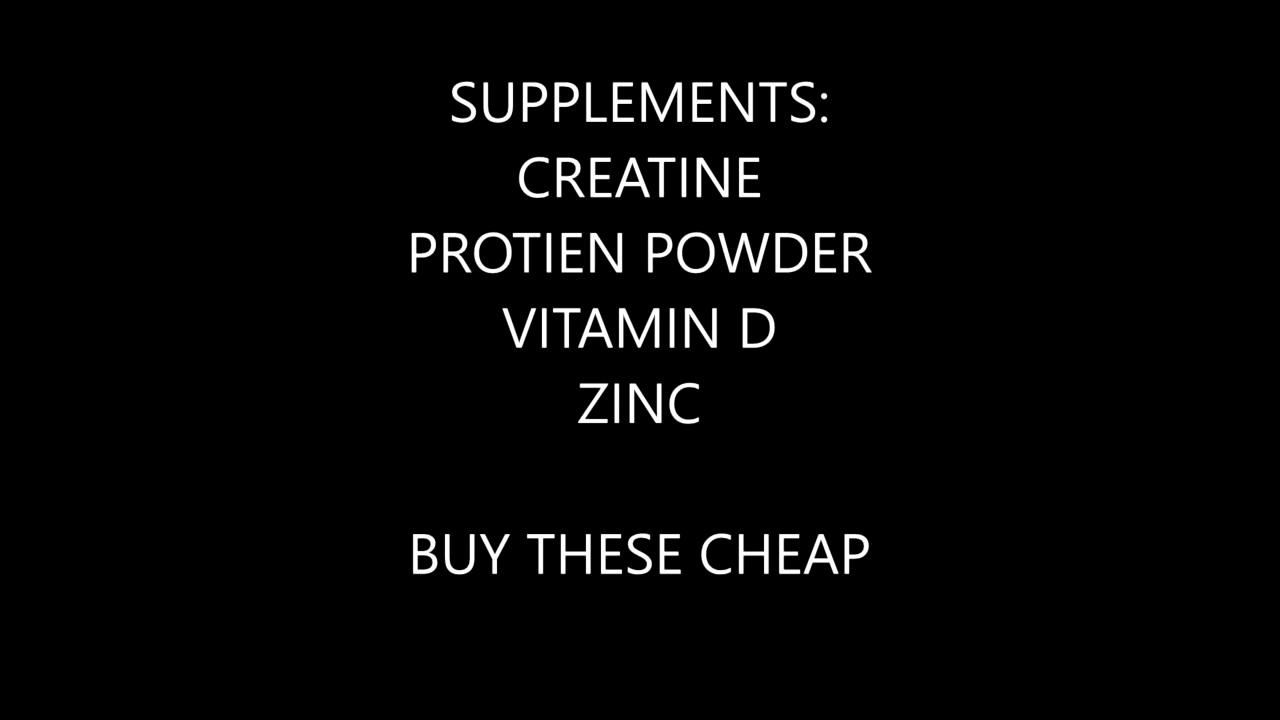 SUPPLEMENTS:
CREATINE
PROTIEN POWDER
VITAMIN D
ZINC
BUY THESE CHEAP